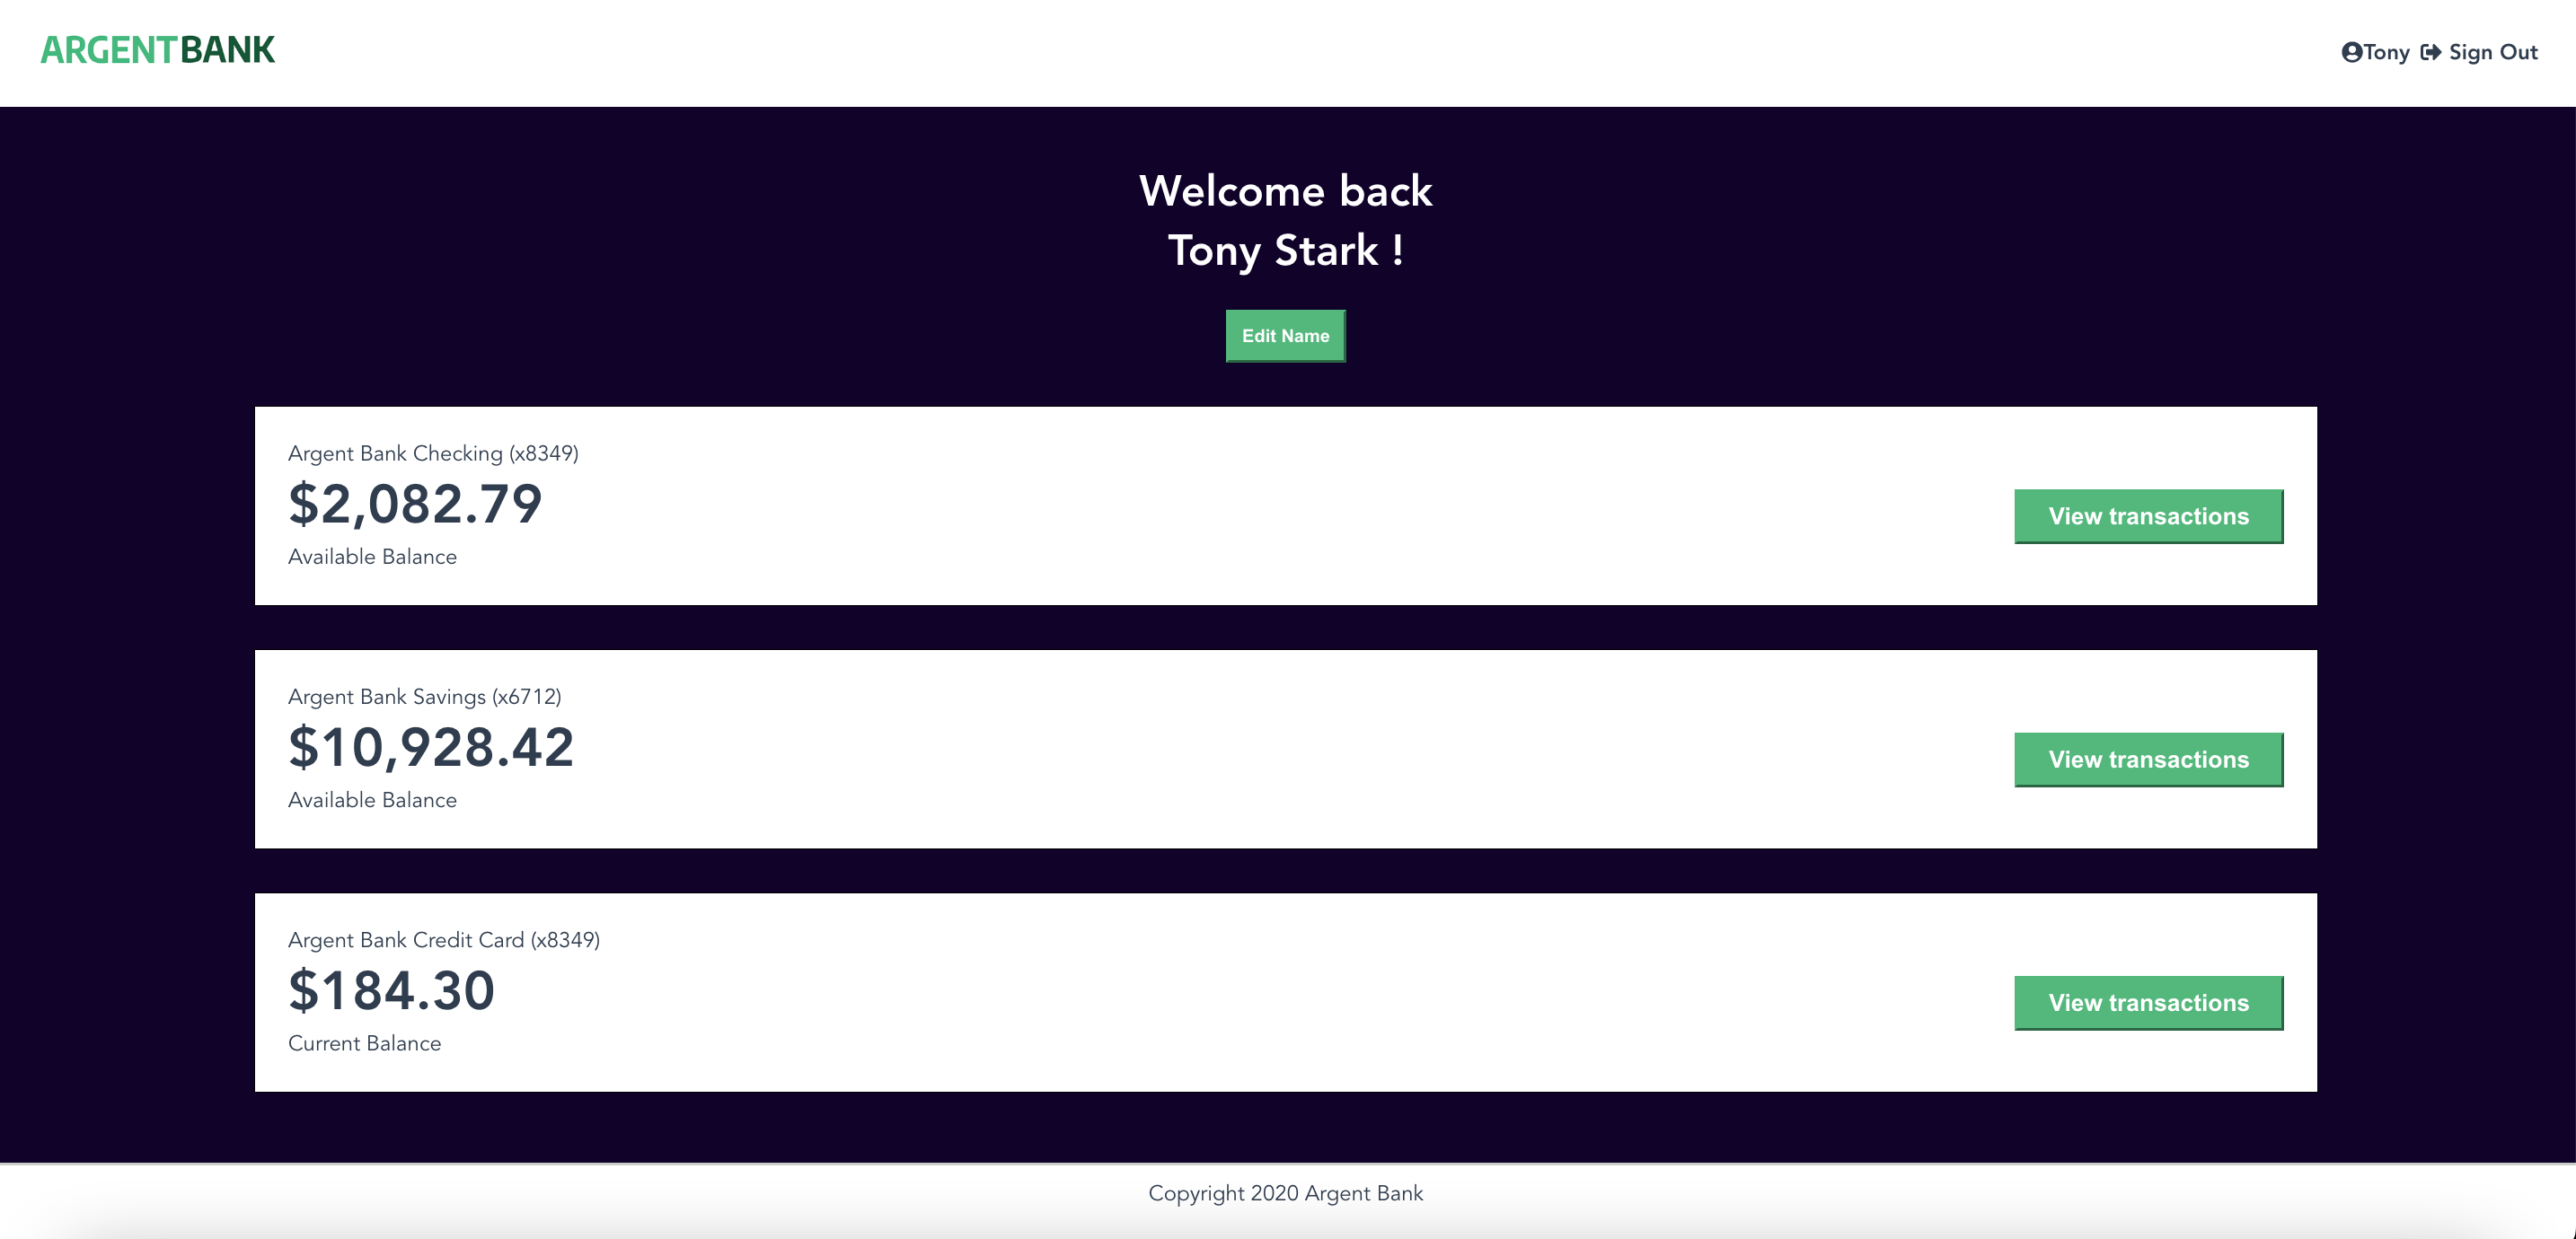 ARGENTBANK
Tony Sign Out
Welcome back
Tony Stark !
Edit Name
Argent Bank Checking (x8349)
$2,082.79
Available Balance
View transactions
Argent Bank Savings (x6712)
$10,928.42
Available Balance
View transactions
Argent Bank Credit Card (x8349)
$184.30
Current Balance
View transactions
Copyright 2020 Argent Bank